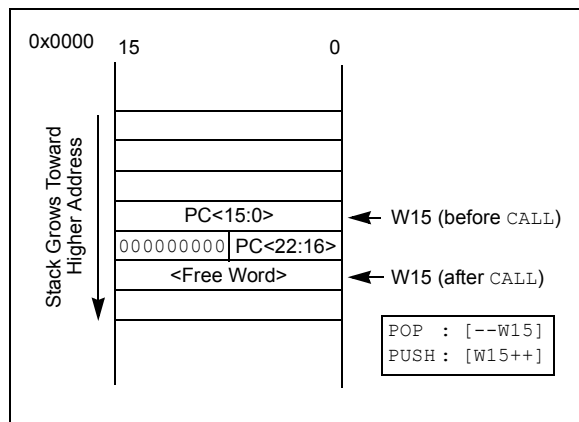 0x0000
15 0
Stack Grows Toward
Higher Address
PC<15:0>
W15 (before CALL)
000000000 PC<22:16>
<Free Word>
W15 (after CALL)
POP : [--W15]
PUSH : [W15++]